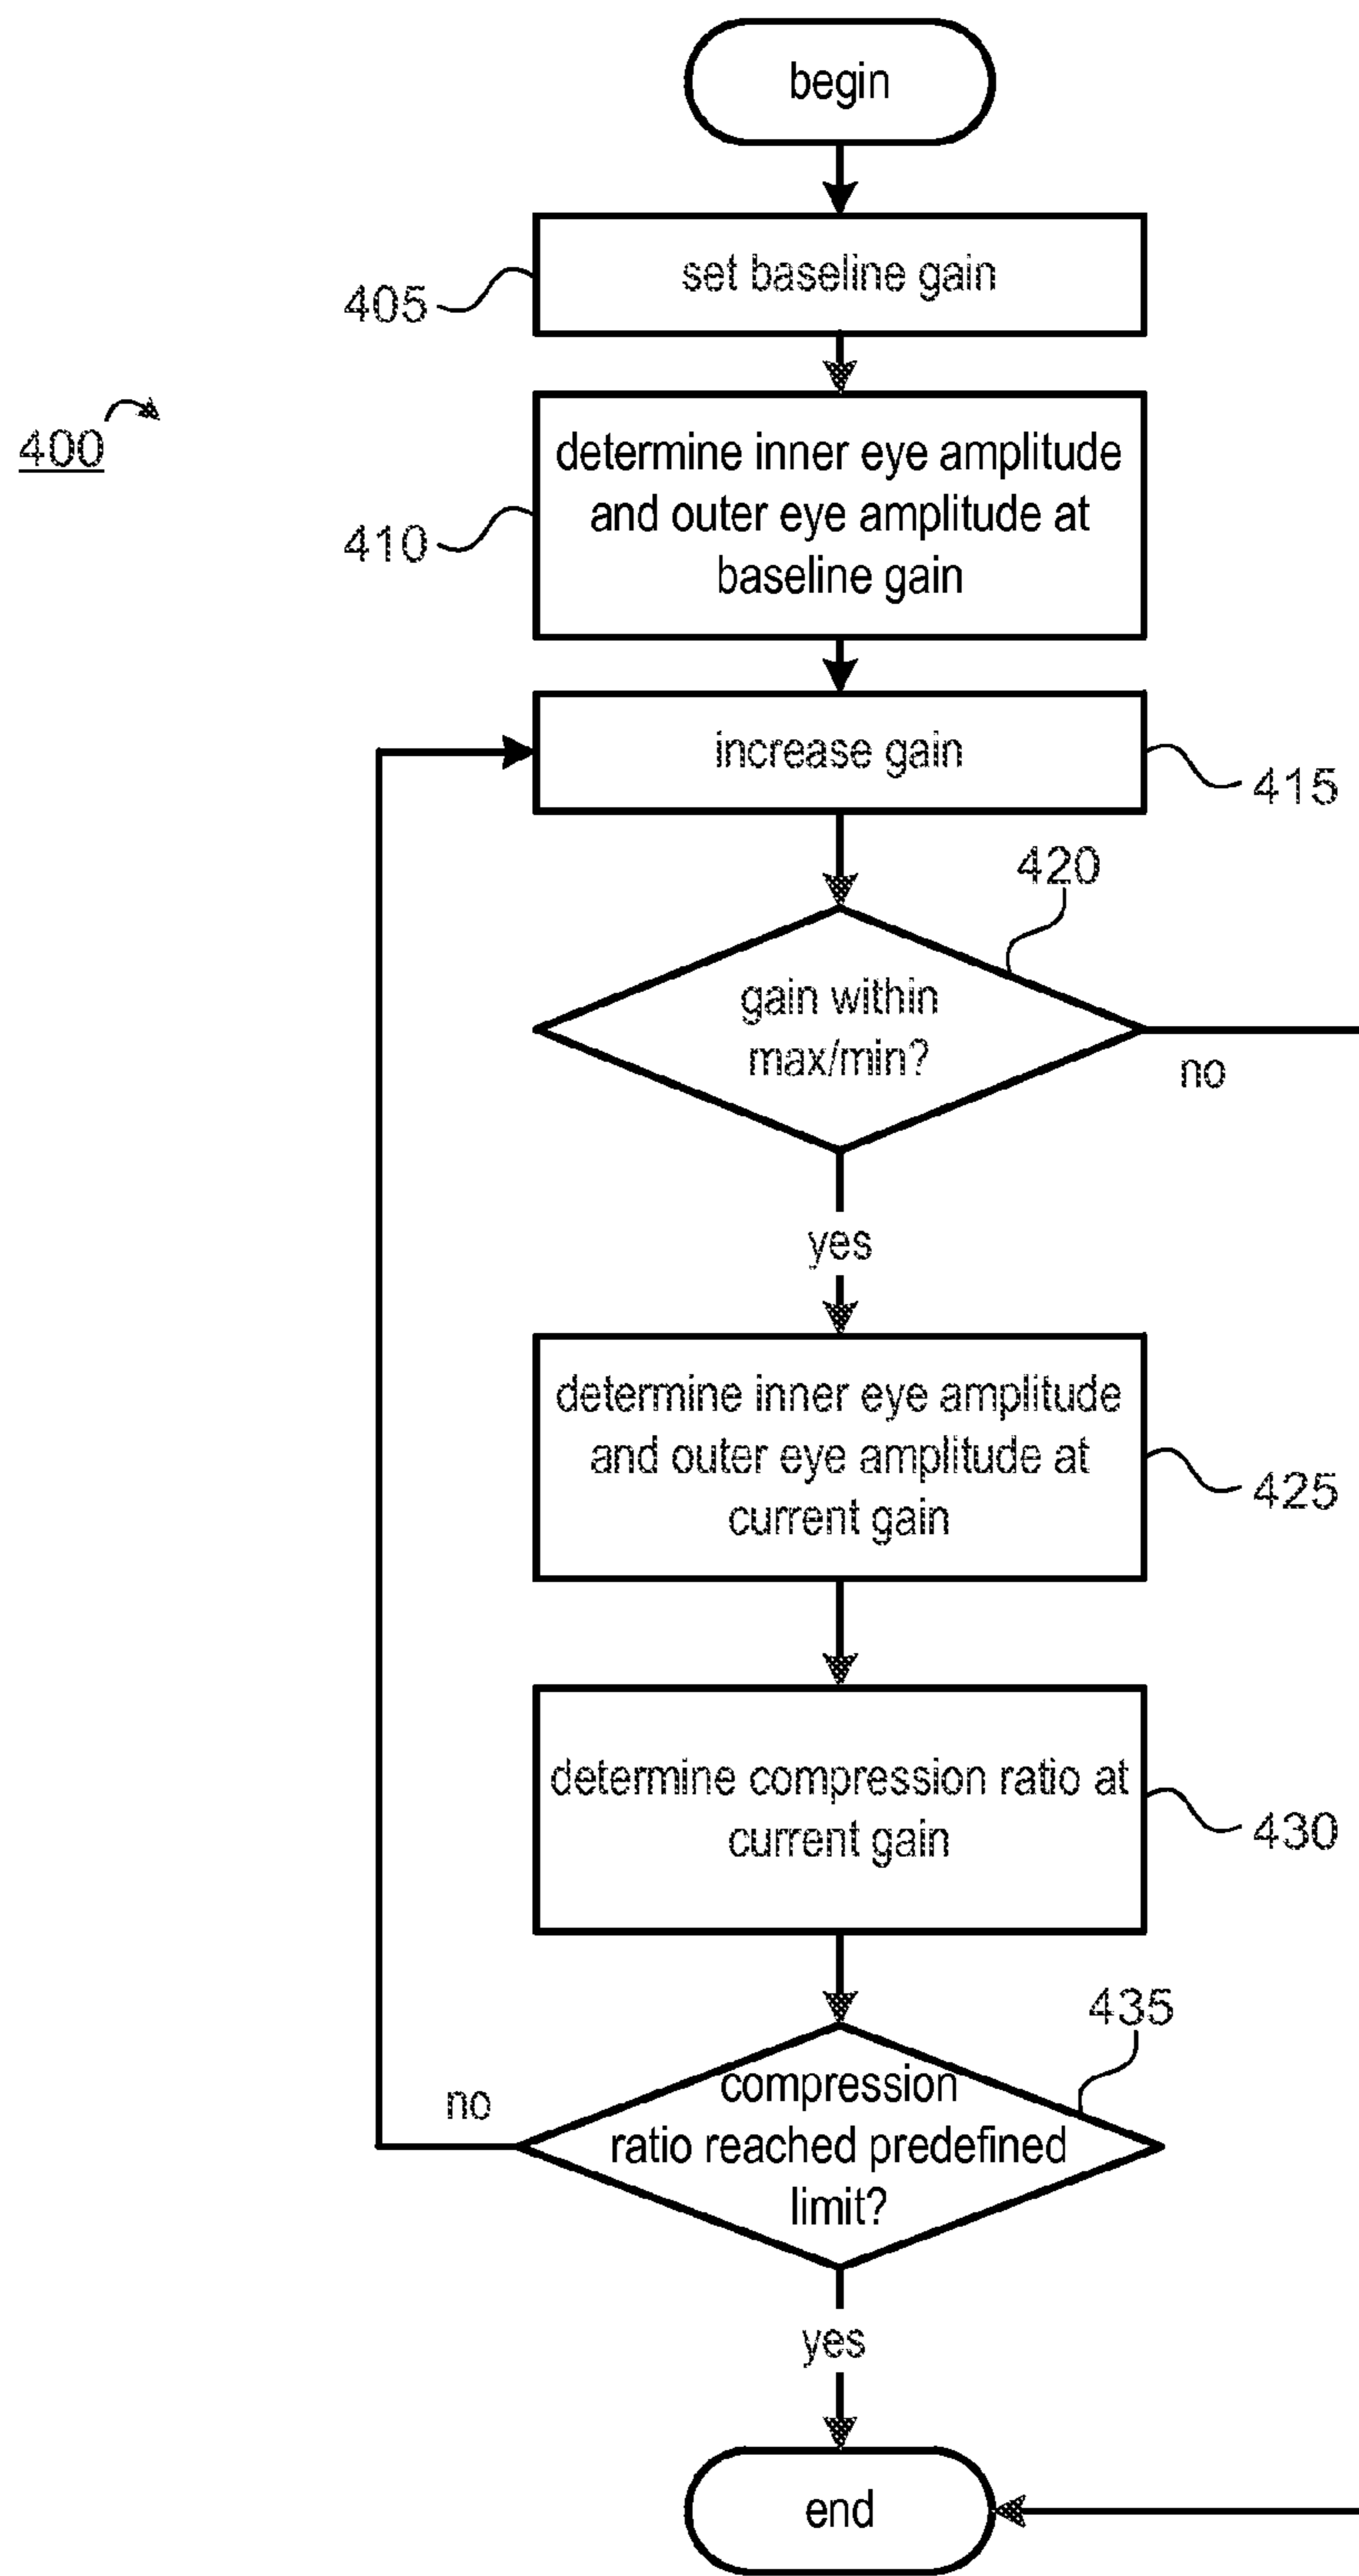 begin
set baseline gain
405
400
determine inner eye amplitude
and outer eye amplitude at
baseline gain
410
increase gain
415
420
gain within
max/min?
no
yes
determine inner eye amplitude
and outer eye amplitude at
current gain
425
determine compression ratio at
current gain
430
435
no
compression
ratio reached predefined
limit?
yes
end